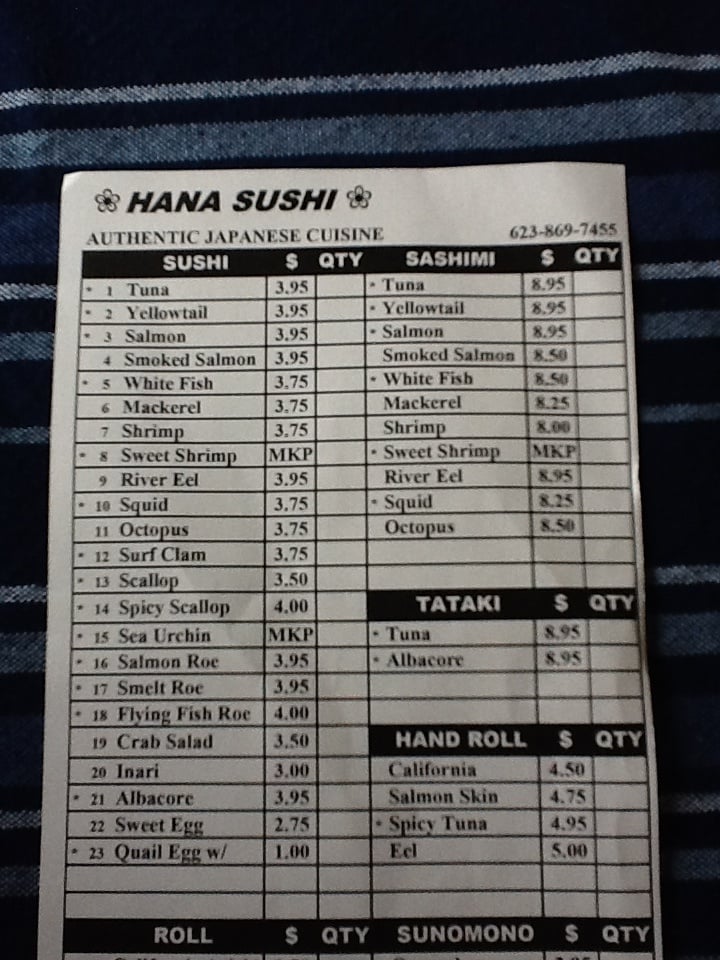 HANA SUSHI
AUTHENTIC JAPANESE CUISINE 623-869-7455
SUSHI $ QTY SASHIMI $ QTY
* 1 Tuna 3.95 * Tuna 8.95
* 2 Yellowtail 3.95 * Yellowtail 8.95
* 3 Salmon 3.95 * Salmon 8.95
4 Smoked Salmon 3.95 Smoked Salmon 8.50
* 5 White Fish 3.75 * White Fish 8.50
6 Mackerel 3.75 Mackerel 8.25
7 Shrimp 3.75 Shrimp 8.00
* 8 Sweet Shrimp MKP * Sweet Shrimp MKP
9 River Eel 3.95 River Eel 8.95
* 10 Squid 3.75 * Squid 8.25
11 Octopus 3.75 Octopus 8.50
* 12 Surf Clam 3.75
* 13 Scallop 3.50
* 14 Spicy Scallop 4.00 TATAKI $ QTY
* 15 Sea Urchin MKP * Tuna 8.95
* 16 Salmon Roe 3.95 * Albacore 8.95
* 17 Smelt Roe 3.95
* 18 Flying Fish Roe 4.00
19 Crab Salad 3.50 HAND ROLL $ QTY
20 Inari 3.00 California 4.50
* 21 Albacore 3.95 Salmon Skin 4.75
22 Sweet Egg 2.75 * Spicy Tuna 4.95
* 23 Quail Egg w/ 1.00 Eel 5.00
ROLL $ QTY SUNOMONO $ QTY